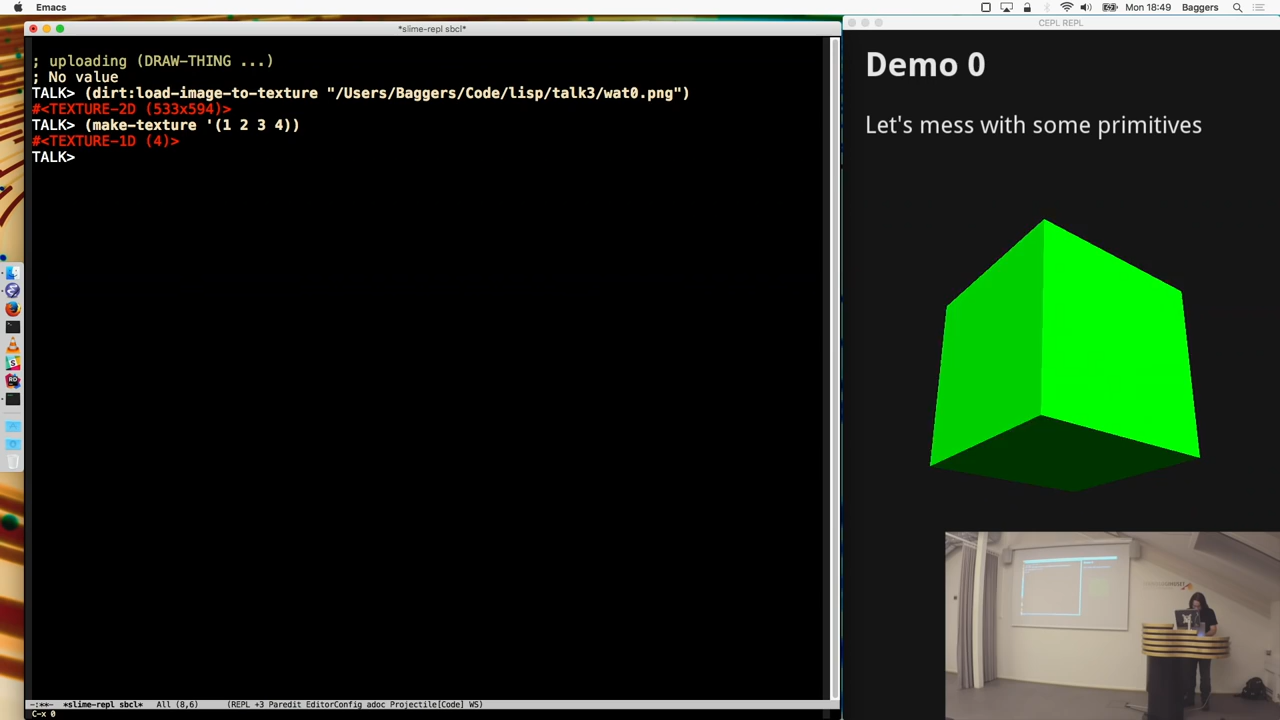 Emacs
Mon 18:49
Baggers
*slime-repl sbcl*
CEPL REPL
; uploading (DRAW-THING ...)
; No value
TALK> (dirt:load-image-to-texture "/Users/Baggers/Code/lisp/talk3/wat0.png")
#<TEXTURE-2D (533x594)>
TALK> (make-texture '(1 2 3 4))
#<TEXTURE-1D (4)>
TALK>
Demo 0
Let's mess with some primitives
-:**- *slime-repl sbcl* All (8,6) (REPL +3 Paredit EditorConfig adoc Projectile[Code] WS)
C-x 0